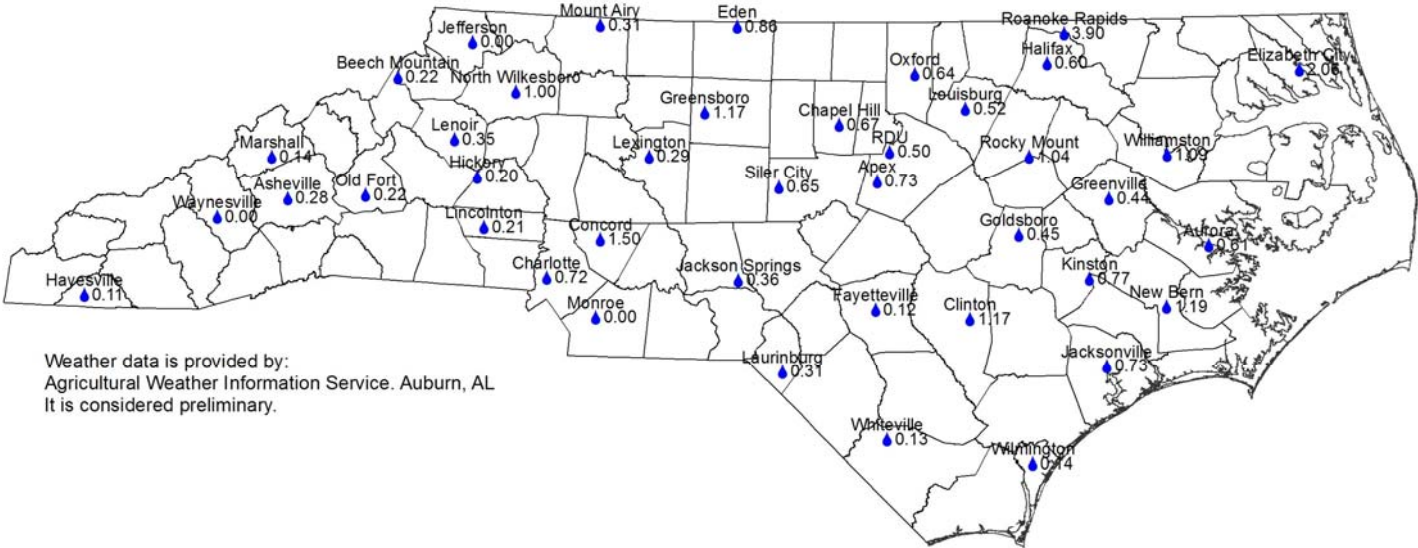 Mount Airy
0.31
Eden
0.86
Roanoke Rapids
3.90
Jefferson
0.00
Halifax
0.60
Elizabeth City
2.06
Beech Mountain
0.22
North Wilkesboro
1.00
Oxford
0.64
Louisburg
0.52
Greensboro
1.17
Chapel Hill
0.67
Lenoir
0.35
RDU
0.50
Marshall
0.14
Lexington
0.29
Rocky Mount
1.04
Williamston
1.09
Hickory
0.20
Siler City
0.65
Apex
0.73
Asheville
0.28
Old Fort
0.22
Greenville
0.44
Waynesville
0.00
Lincolnton
0.21
Concord
1.50
Goldsboro
0.45
Aurora
0.61
Hayesville
0.11
Charlotte
0.72
Jackson Springs
0.36
Kinston
0.77
Monroe
0.00
Fayetteville
0.12
Clinton
1.17
New Bern
1.19
Laurinburg
0.31
Jacksonville
0.73
Weather data is provided by:
Agricultural Weather Information Service. Auburn, AL
It is considered preliminary.
Whiteville
0.13
Wilmington
0.14